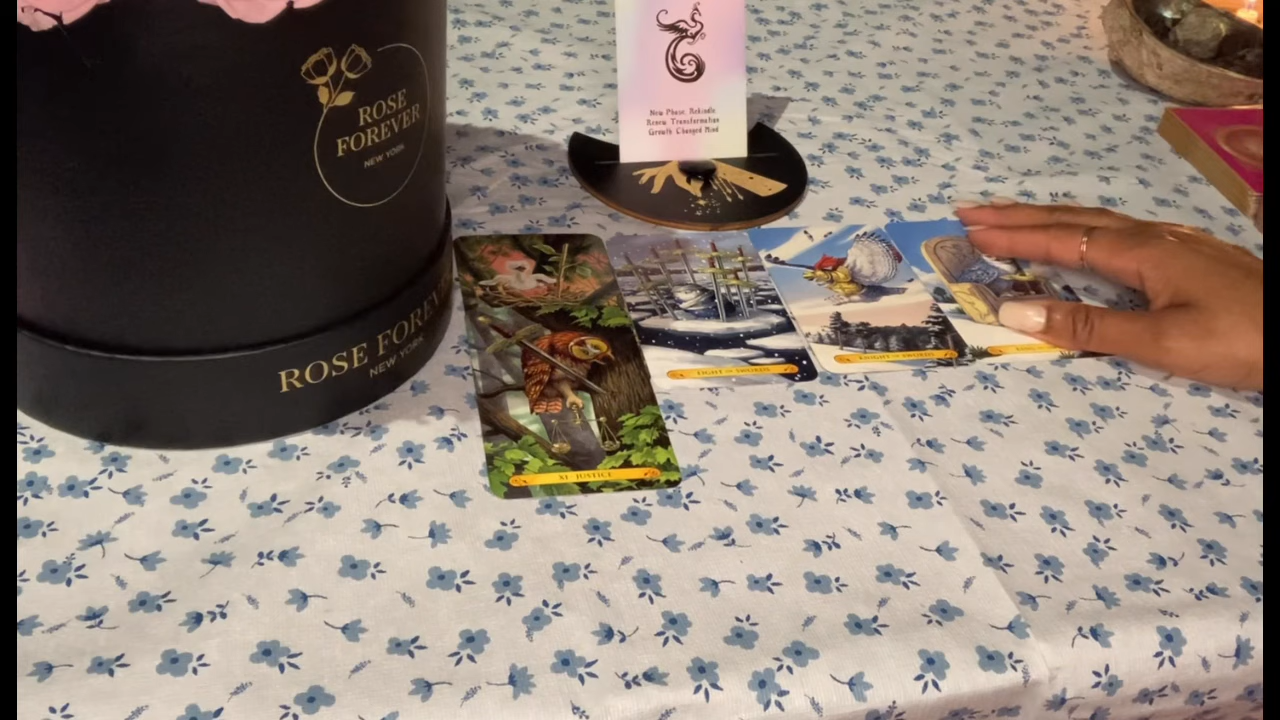 ROSE
FOREVER
NEW YORK
ROSE FOREVER
NEW YORK
New Phase, Rekindle
Renew Transformation
Growth Changed Mind
XI JUSTICE
EIGHT OF SWORDS
KNIGHT OF SWORDS